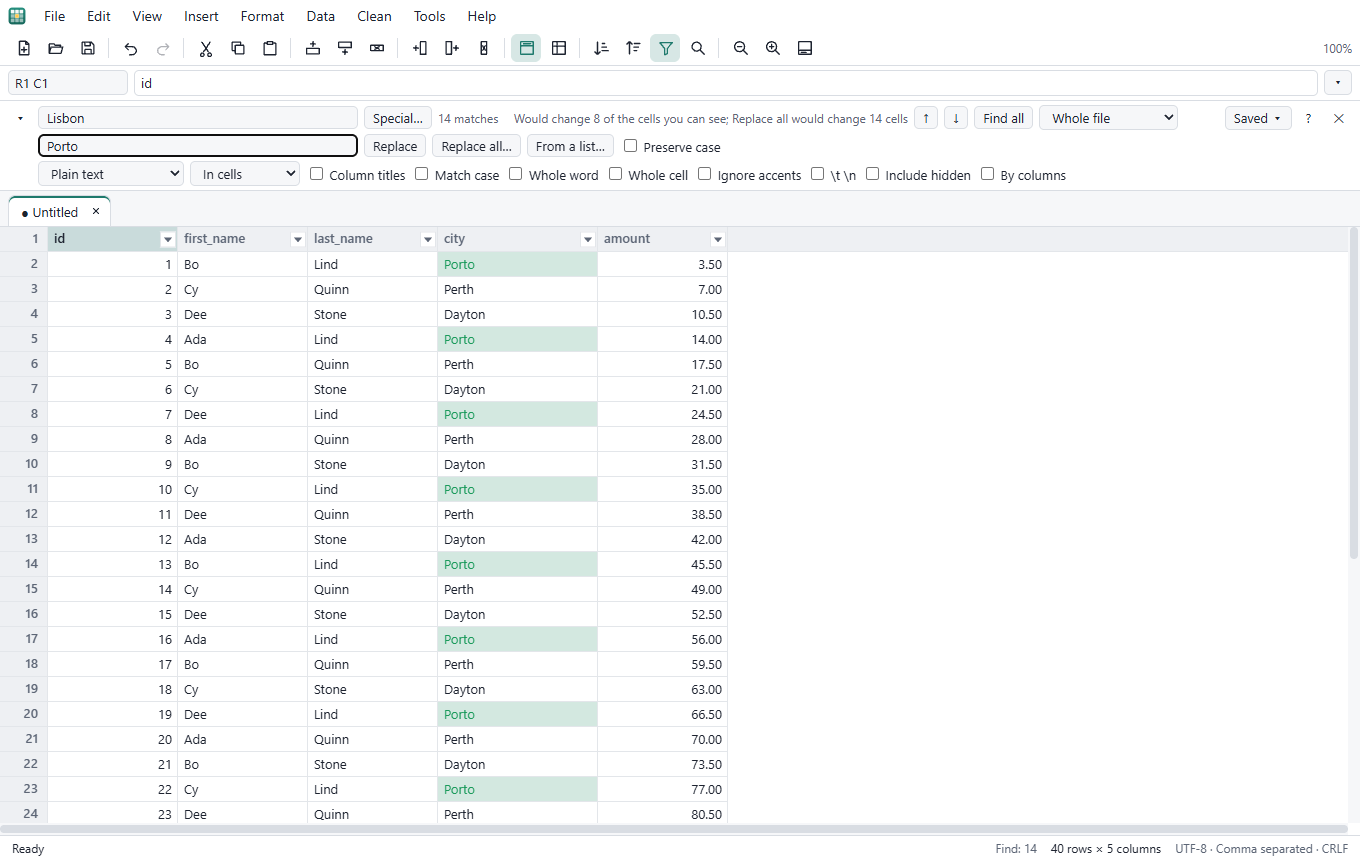 File Edit View Insert Format Data Clean Tools Help
100%
R1 C1 id
Lisbon Special... 14 matches Would change 8 of the cells you can see; Replace all would change 14 cells ↑ ↓ Find all Whole file Saved ?
Porto Replace Replace all... From a list... Preserve case
Plain text In cells Column titles Match case Whole word Whole cell Ignore accents \t \n Include hidden By columns
● Untitled ×
1 id first_name last_name city amount
2 1 Bo Lind Porto 3.50
3 2 Cy Quinn Perth 7.00
4 3 Dee Stone Dayton 10.50
5 4 Ada Lind Porto 14.00
6 5 Bo Quinn Perth 17.50
7 6 Cy Stone Dayton 21.00
8 7 Dee Lind Porto 24.50
9 8 Ada Quinn Perth 28.00
10 9 Bo Stone Dayton 31.50
11 10 Cy Lind Porto 35.00
12 11 Dee Quinn Perth 38.50
13 12 Ada Stone Dayton 42.00
14 13 Bo Lind Porto 45.50
15 14 Cy Quinn Perth 49.00
16 15 Dee Stone Dayton 52.50
17 16 Ada Lind Porto 56.00
18 17 Bo Quinn Perth 59.50
19 18 Cy Stone Dayton 63.00
20 19 Dee Lind Porto 66.50
21 20 Ada Quinn Perth 70.00
22 21 Bo Stone Dayton 73.50
23 22 Cy Lind Porto 77.00
24 23 Dee Quinn Perth 80.50
Ready Find: 14 40 rows × 5 columns UTF-8 · Comma separated · CRLF